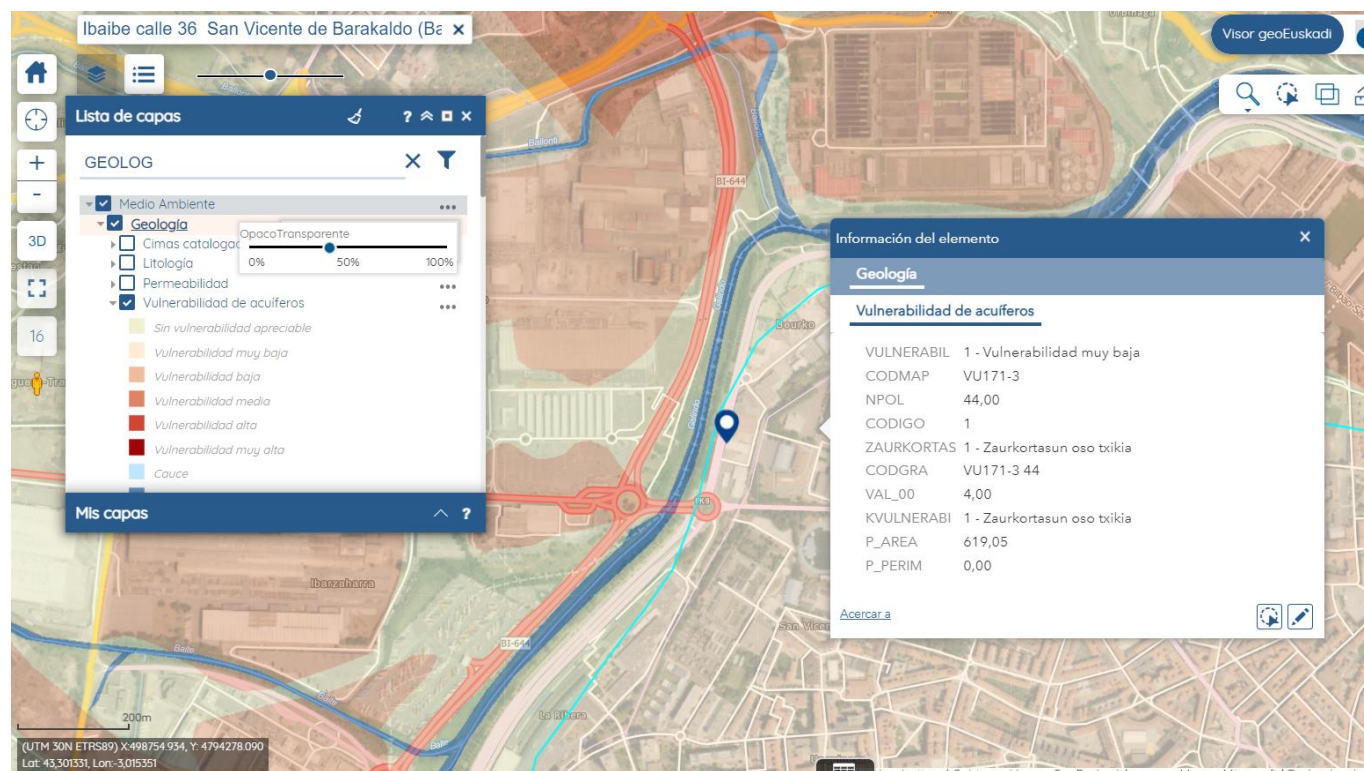 Ibaibe calle 36 San Vicente de Barakaldo (Ba x
Visor geoEuskadi
Lista de capas
?
GEOLOG
+
-
3D
16
Medio Ambiente
Geología
OpacoTransparente
0% 50% 100%
Litología
Permeabilidad
Vulnerabilidad de acuíferos
Sin vulnerabilidad apreciable
Vulnerabilidad muy baja
Vulnerabilidad baja
Vulnerabilidad media
Vulnerabilidad alta
Vulnerabilidad muy alta
Cauce
Mis capas
?
Información del elemento
Geología
Vulnerabilidad de acuíferos
VULNERABIL 1 - Vulnerabilidad muy baja
CODMAP VU171-3
NPOL 44,00
CODIGO 1
ZAURKORTAS 1 - Zaurkortasun oso txikia
CODGRA VU171-3 44
VAL_00 4,00
KVULNERABI 1 - Zaurkortasun oso txikia
P_AREA 619,05
P_PERIM 0,00
Acercar a
Ballonti
BI-644
Galindo
Ibarzaharra
BI-644
La Ribera
200m
(UTM 30N ETRS89) X:498754.934, Y: 4794278.090
Lat: 43,301331, Lon:-3,015351